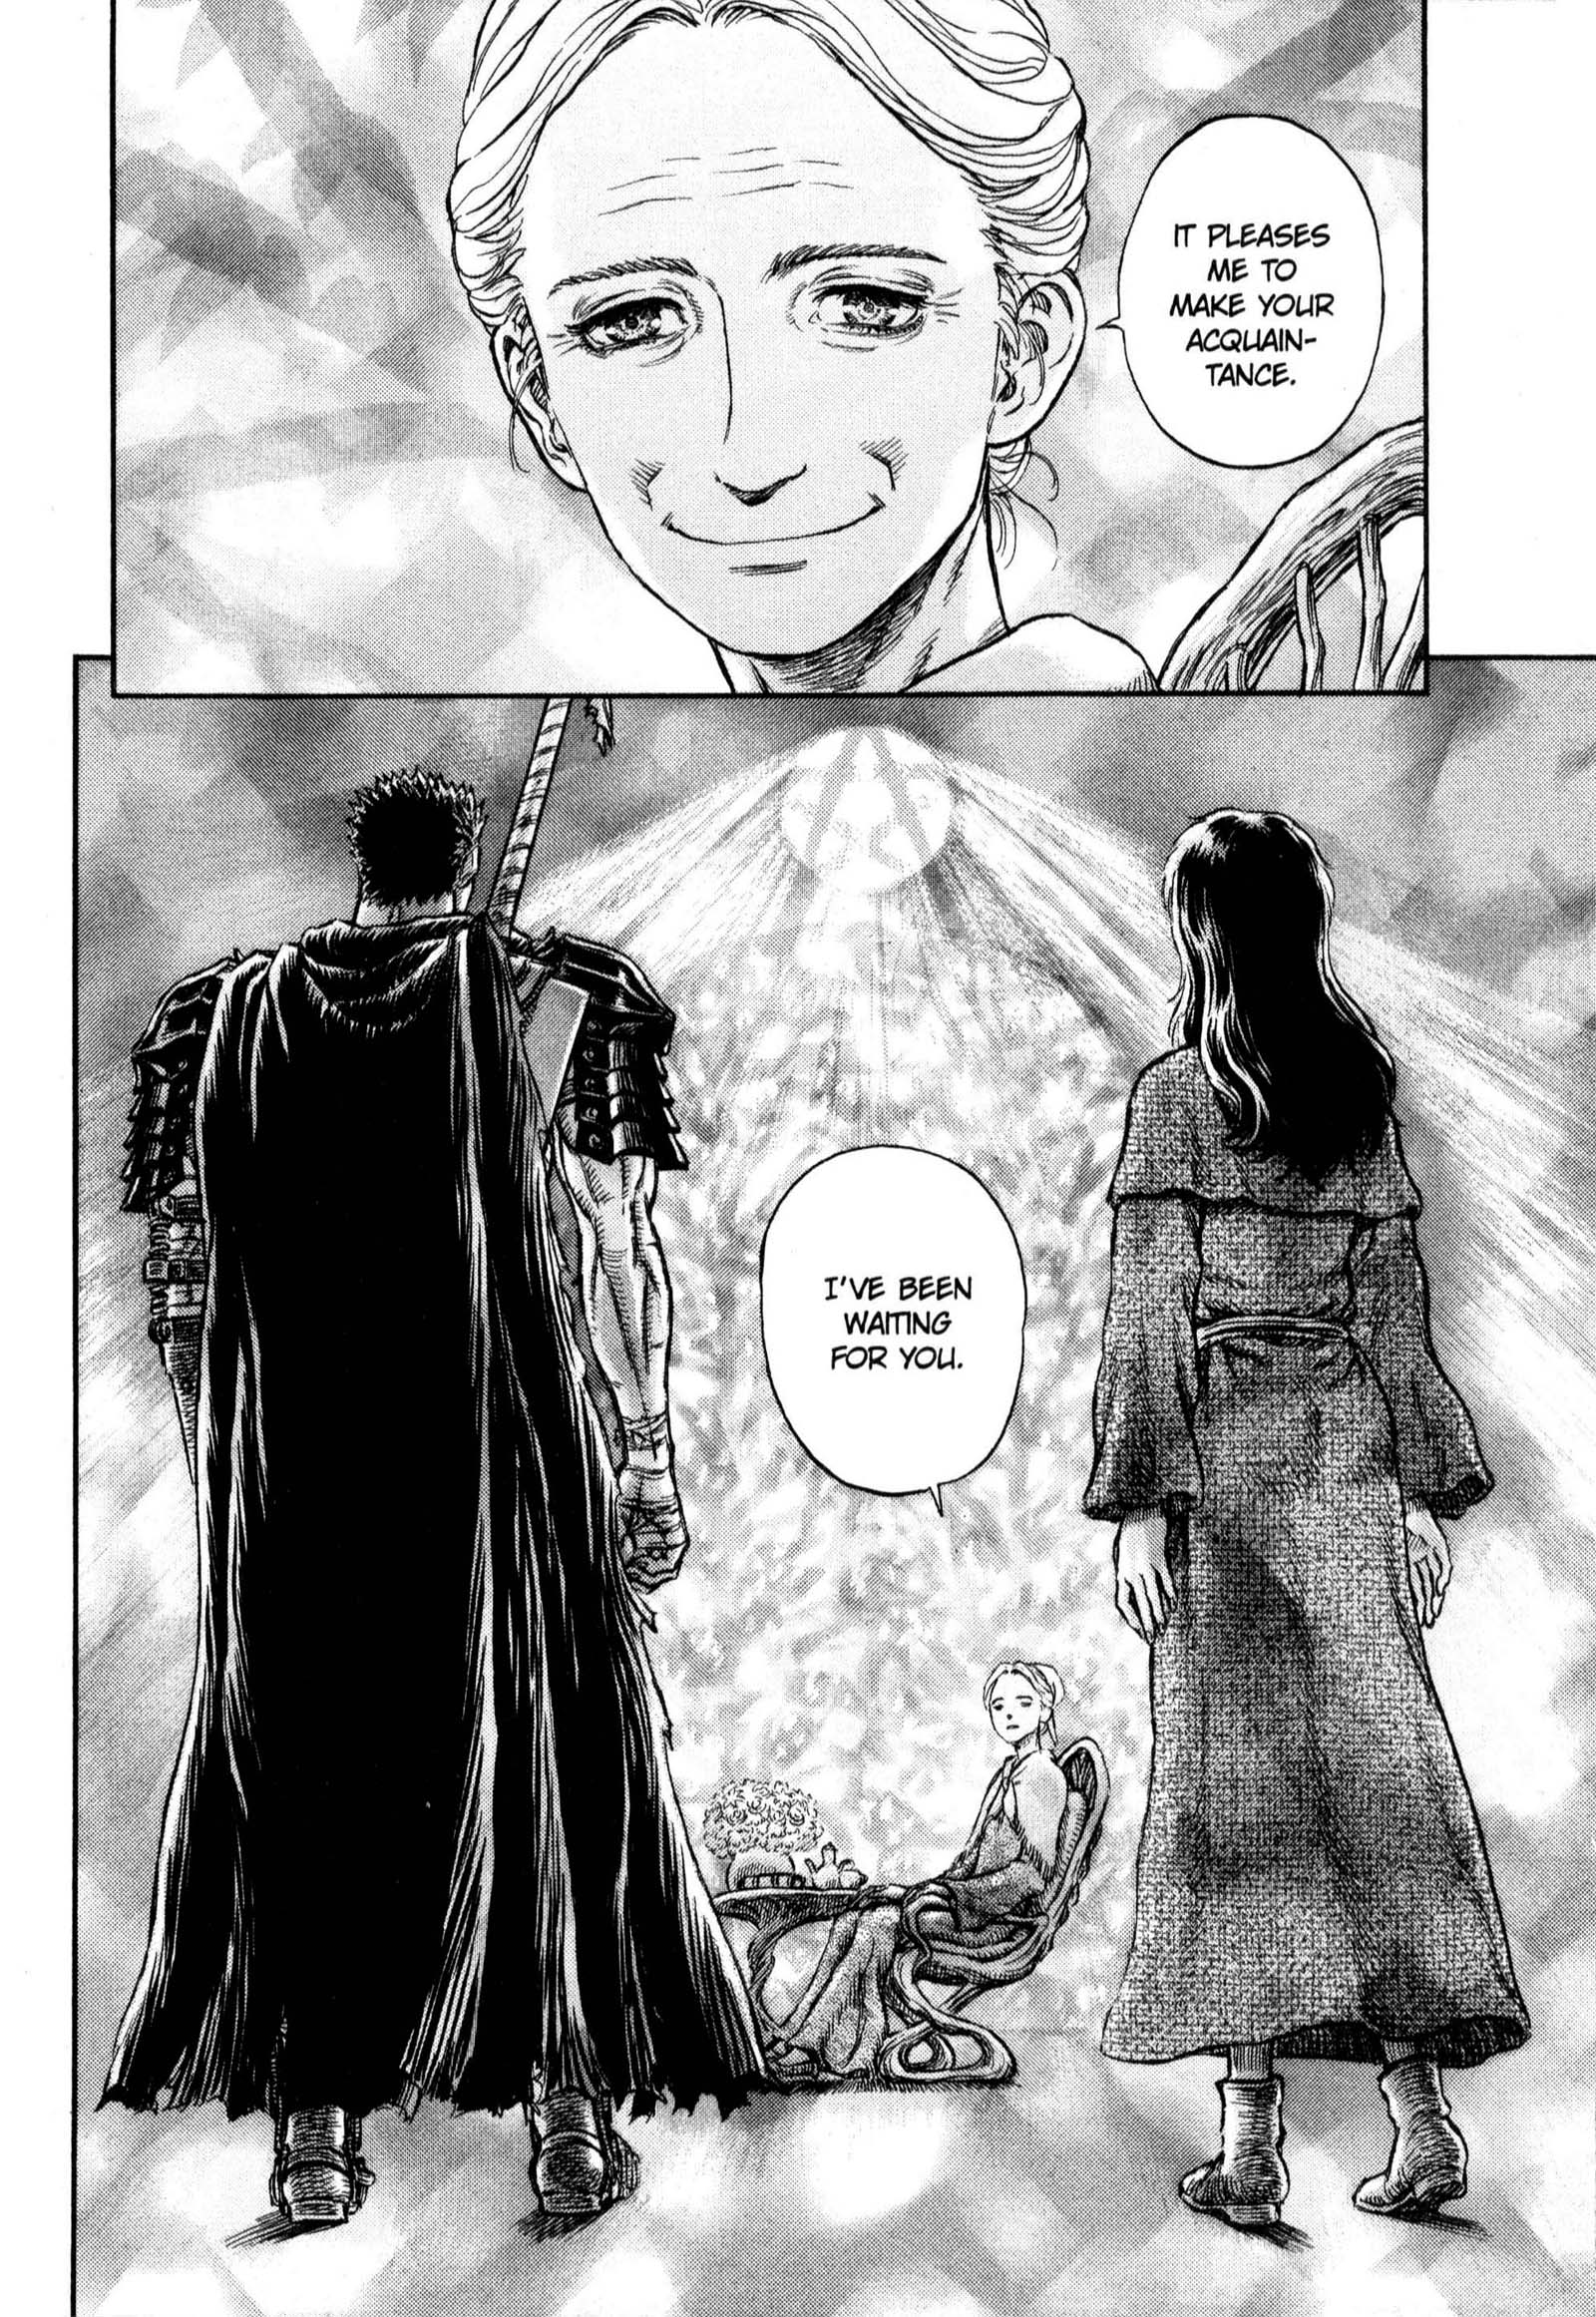 IT PLEASES
ME TO
MAKE YOUR
ACQUAIN-
TANCE.
I'VE BEEN
WAITING
FOR YOU.